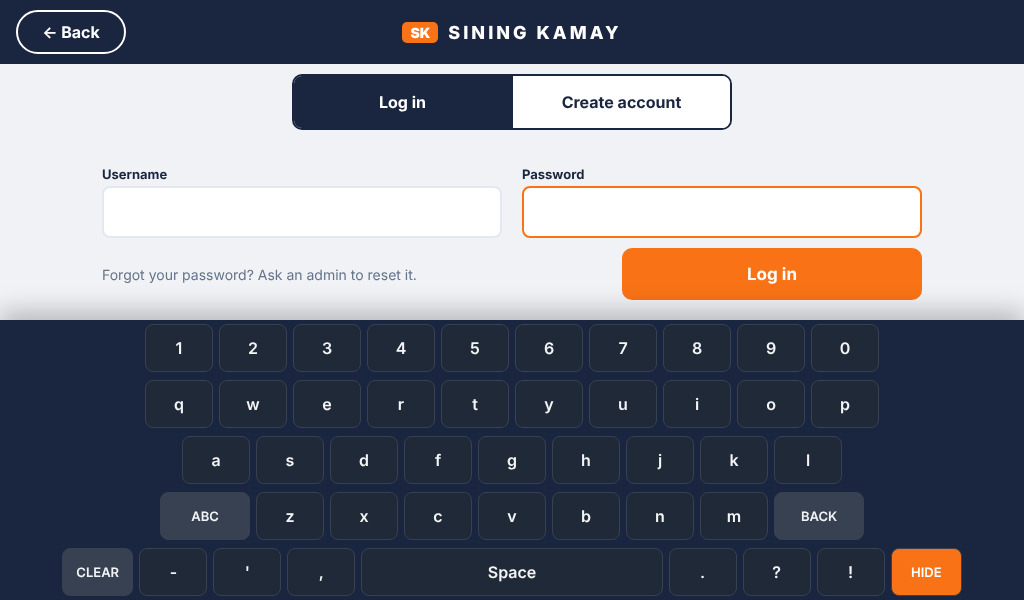 ← Back
SK SINING KAMAY
Log in Create account
Username Password
Forgot your password? Ask an admin to reset it. Log in
1 2 3 4 5 6 7 8 9 0
q w e r t y u i o p
a s d f g h j k l
ABC z x c v b n m BACK
CLEAR - ' , Space . ? ! HIDE